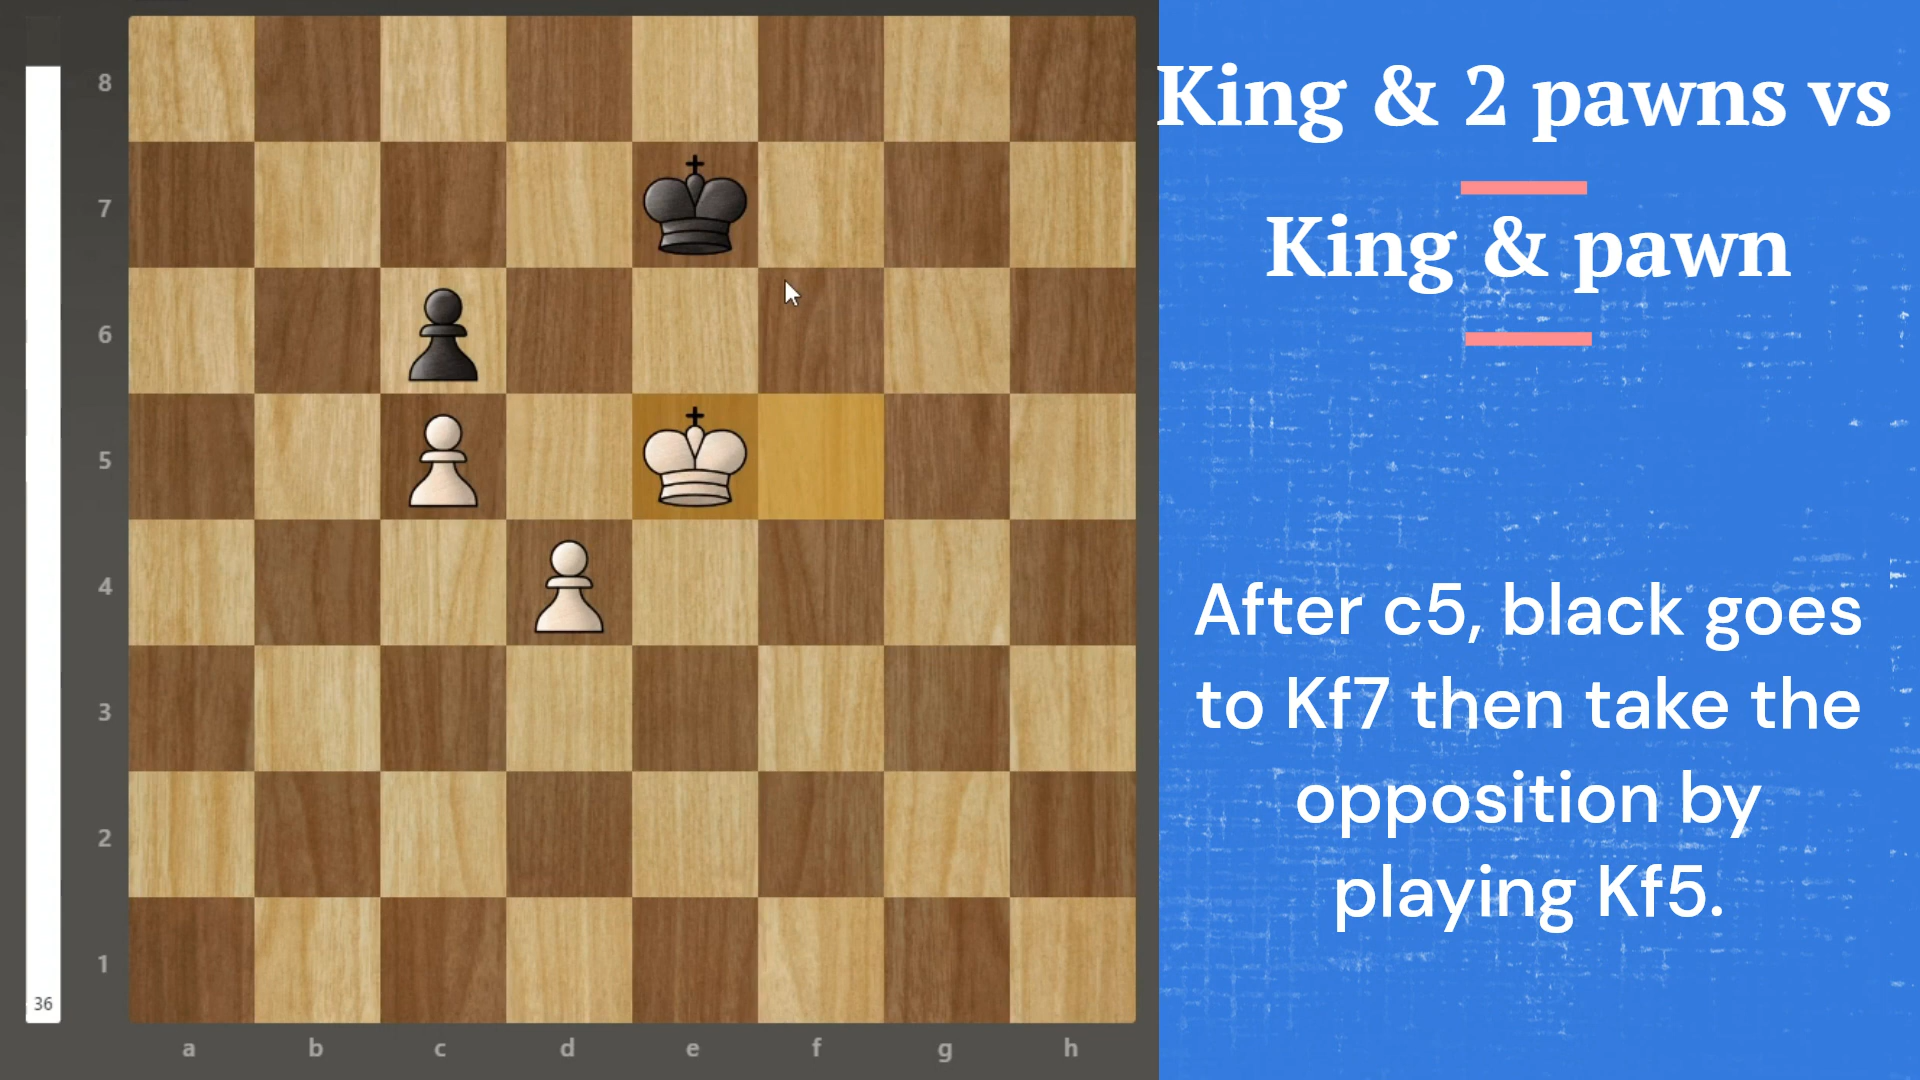 King & 2 pawns vs
King & pawn
After c5, black goes
to Kf7 then take the
opposition by
playing Kf5.
8
7
6
5
4
3
2
1
36
a b c d e f g h